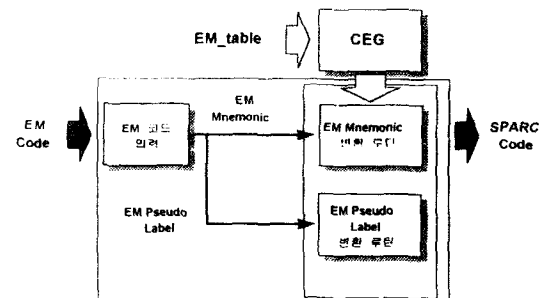 EM_table
CEG
EM
Mnemonic
EM
Code
EM 코드
입력
EM Mnemonic
변환 루틴
SPARC
Code
EM Pseudo
Label
EM Pseudo
Label
변환 루틴